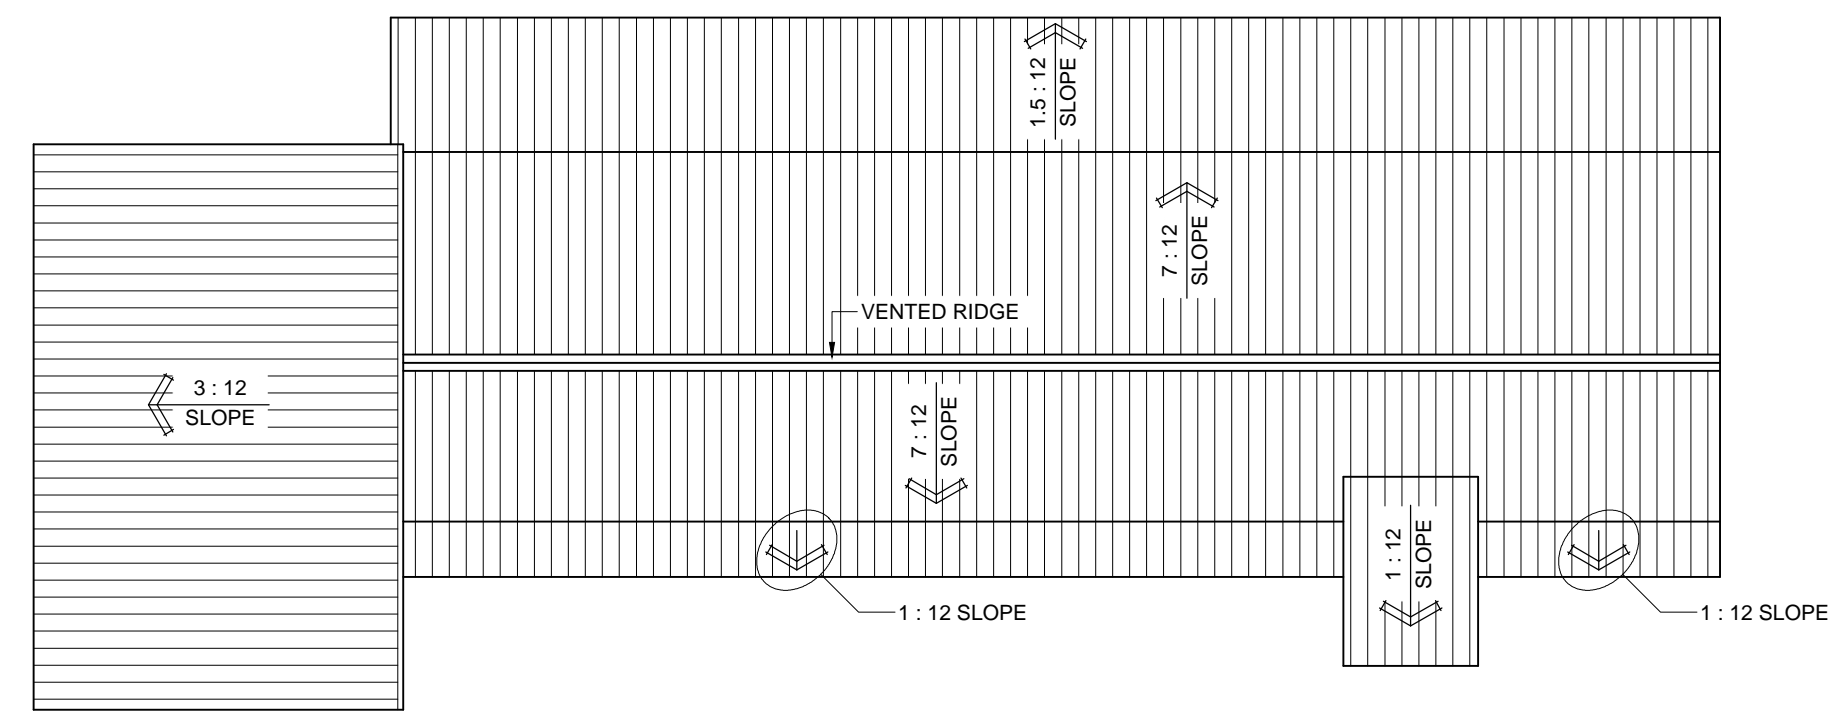 1.5 : 12
SLOPE
7 : 12
SLOPE
VENTED RIDGE
3 : 12
SLOPE
7 : 12
SLOPE
1 : 12
SLOPE
1 : 12 SLOPE
1 : 12 SLOPE